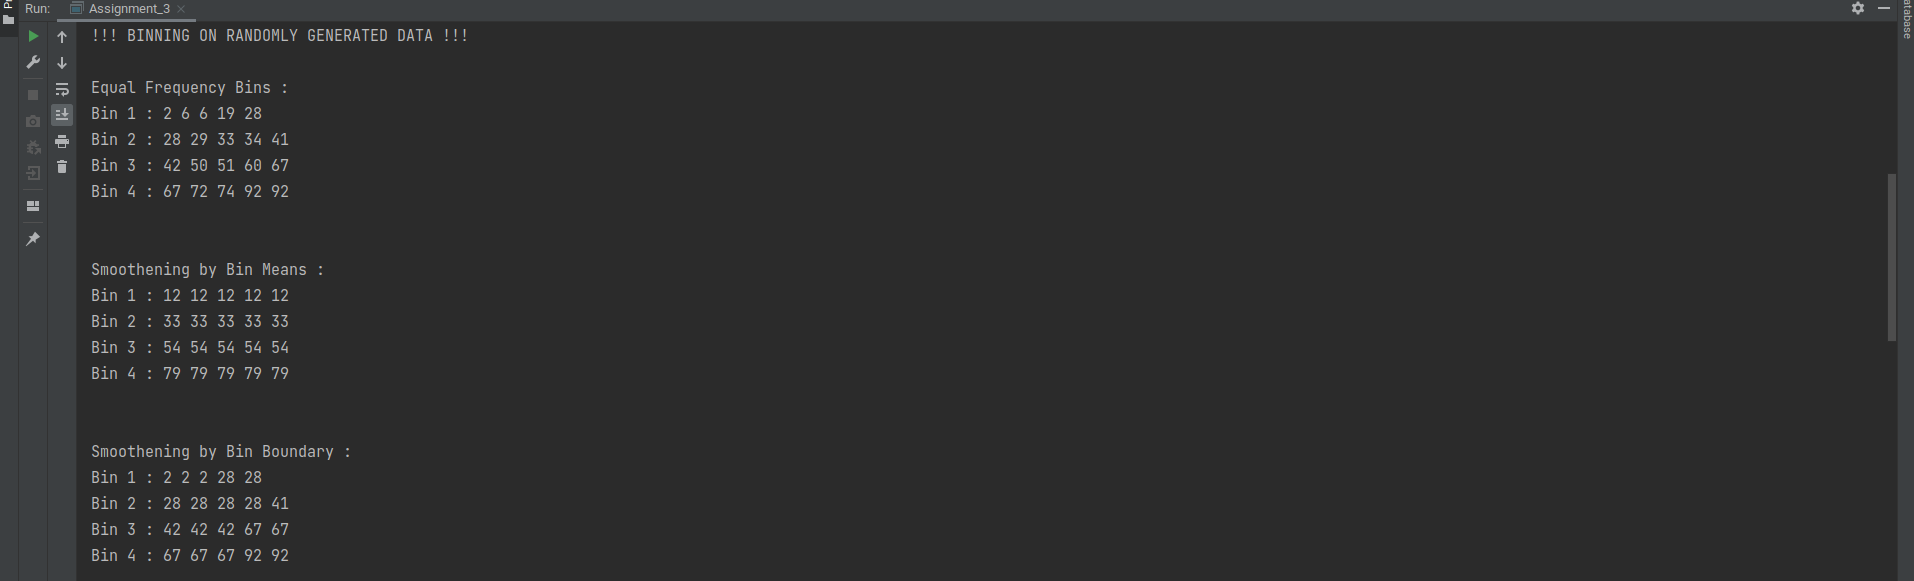 Run: Assignment_3
!!! BINNING ON RANDOMLY GENERATED DATA !!!
Equal Frequency Bins :
Bin 1 : 2 6 6 19 28
Bin 2 : 28 29 33 34 41
Bin 3 : 42 50 51 60 67
Bin 4 : 67 72 74 92 92
Smoothening by Bin Means :
Bin 1 : 12 12 12 12 12
Bin 2 : 33 33 33 33 33
Bin 3 : 54 54 54 54 54
Bin 4 : 79 79 79 79 79
Smoothening by Bin Boundary :
Bin 1 : 2 2 2 28 28
Bin 2 : 28 28 28 28 41
Bin 3 : 42 42 42 67 67
Bin 4 : 67 67 67 92 92